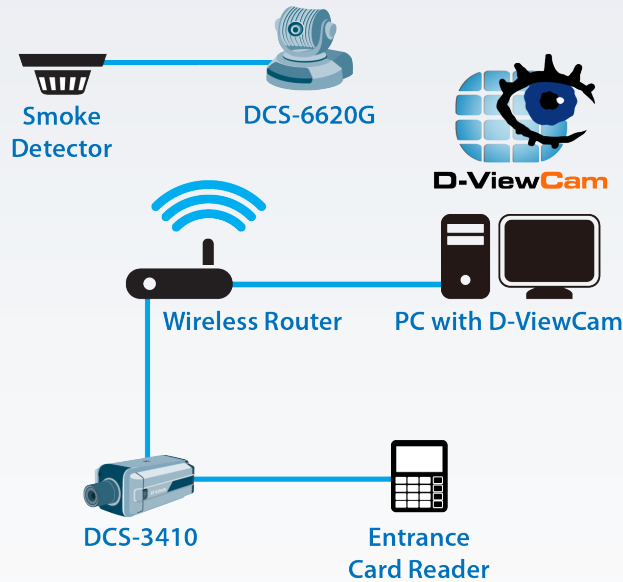 DCS-6620G
Smoke
Detector
D-ViewCam
Wireless Router
PC with D-ViewCam
DCS-3410
Entrance
Card Reader